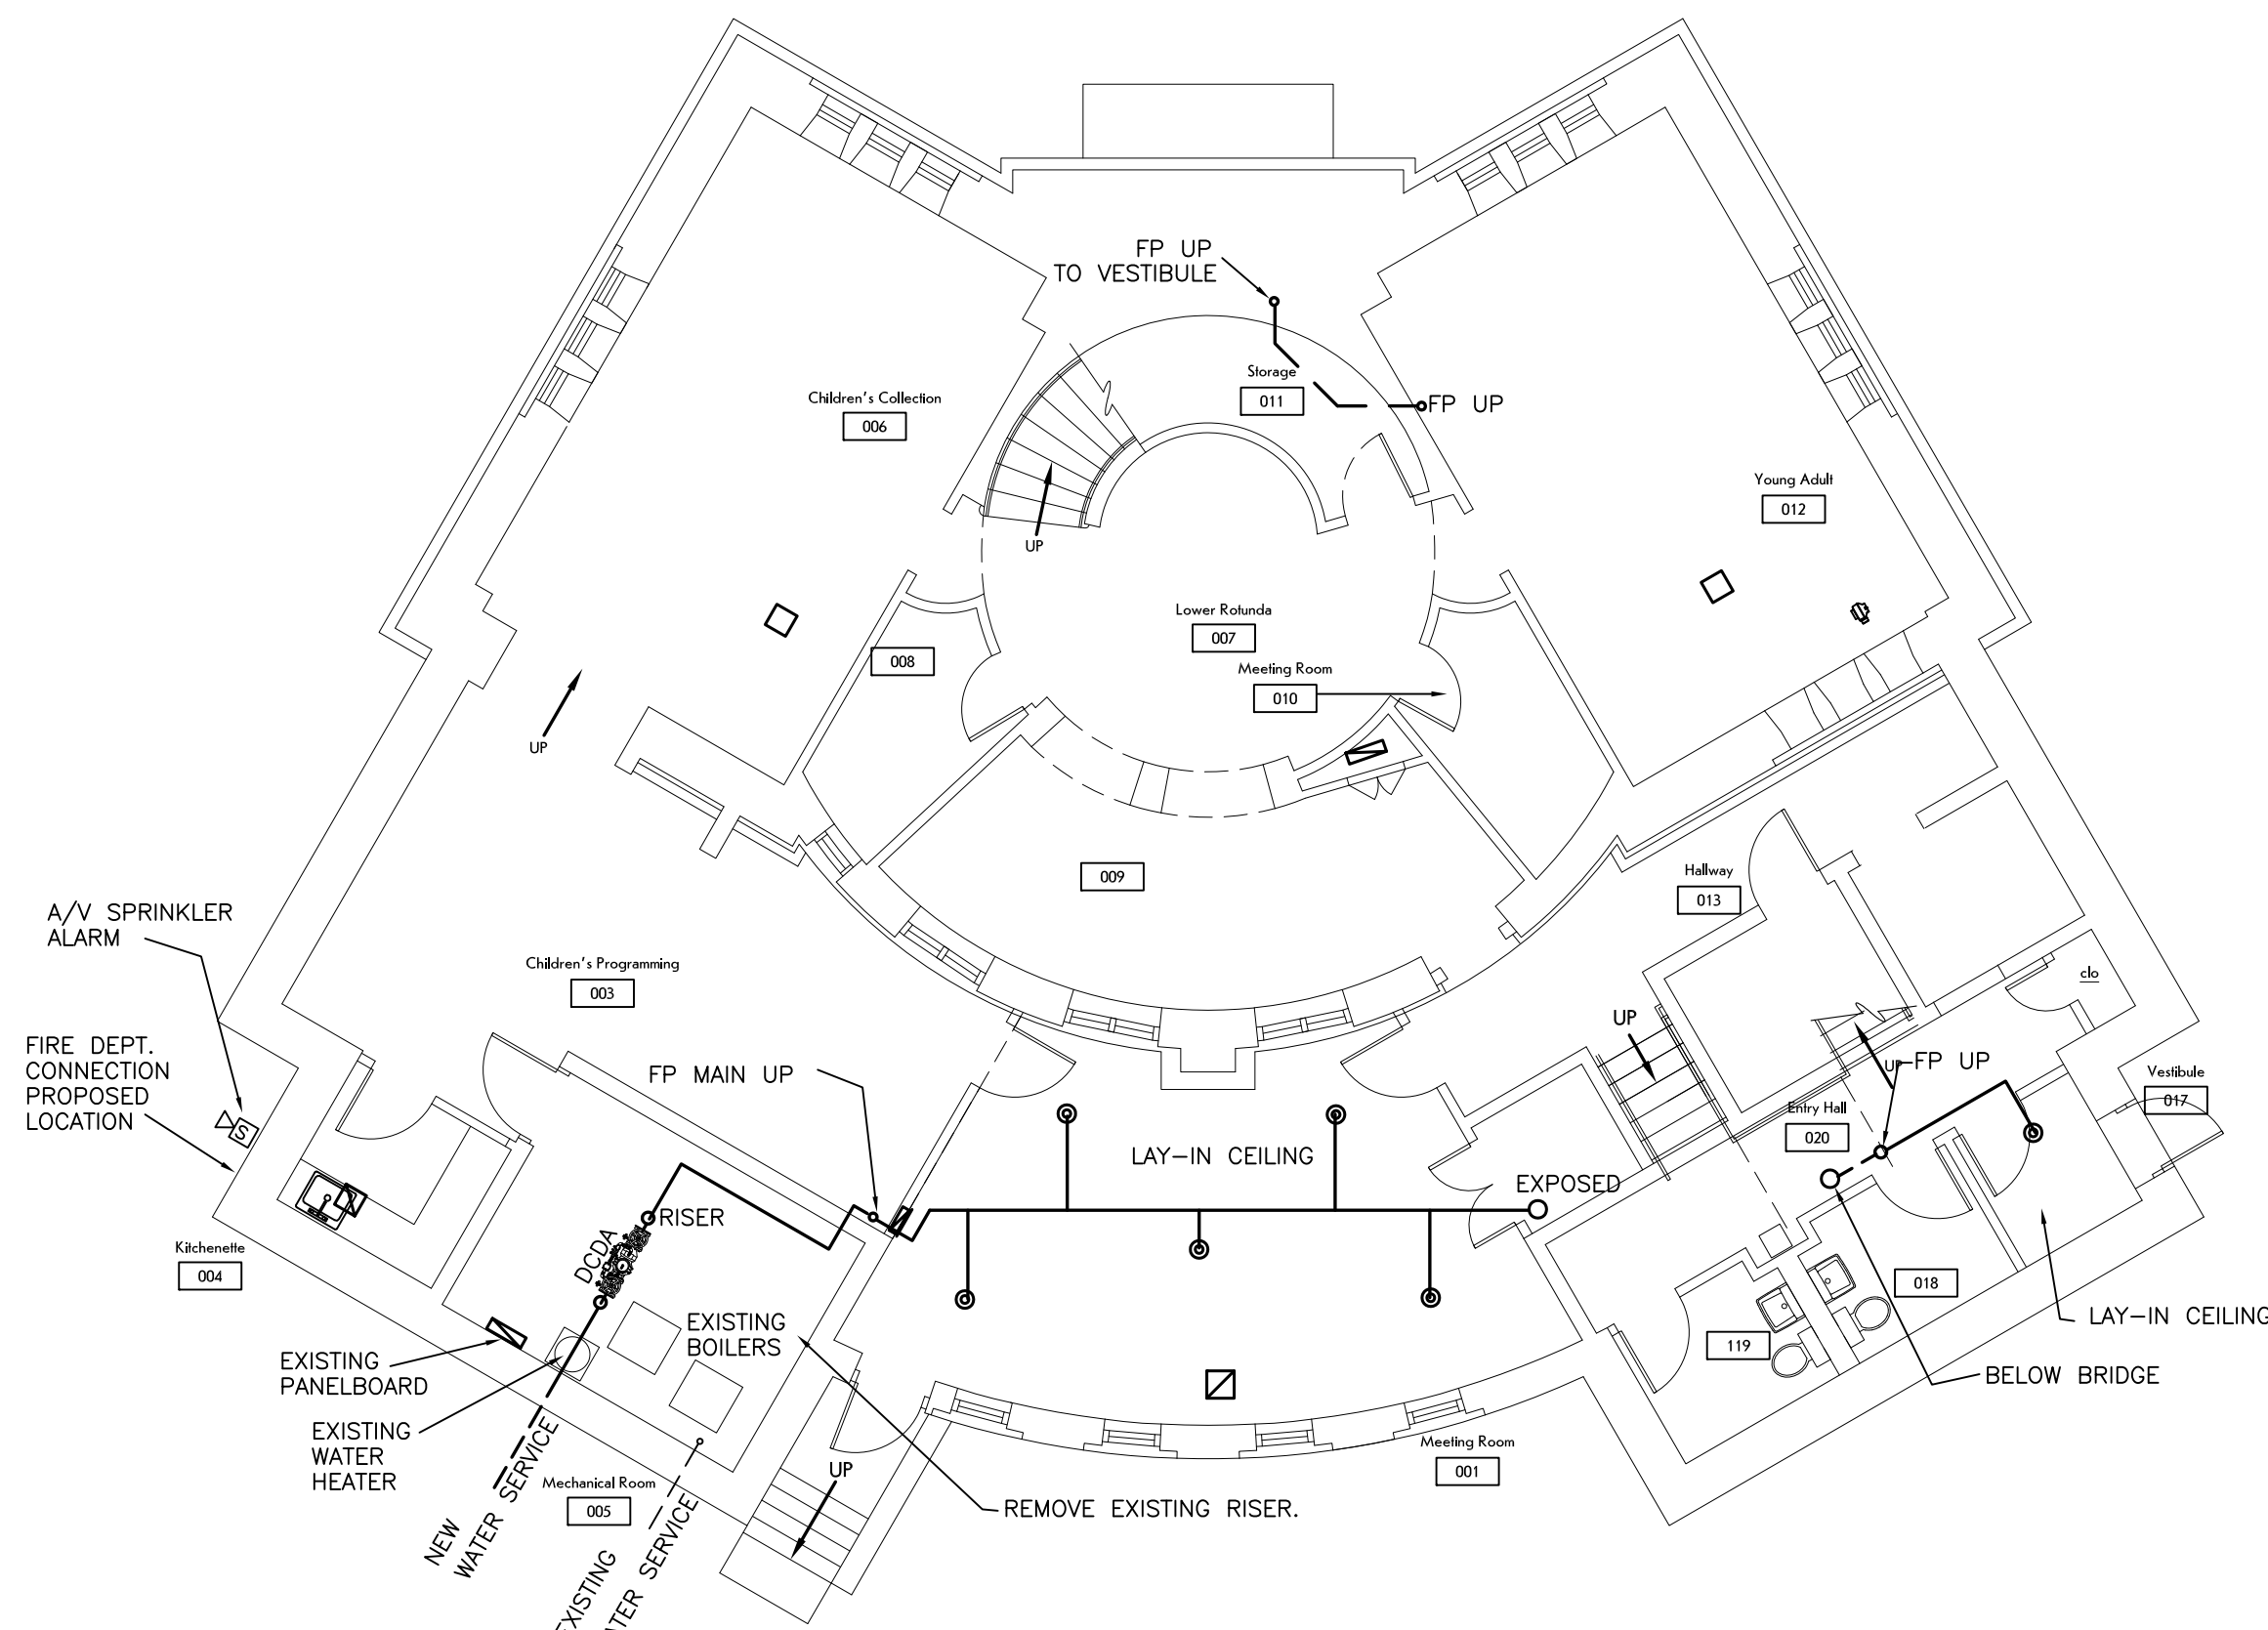 FP UP
TO VESTIBULE
Storage
011
FP UP
Children's Collection
006
Young Adult
012
UP
Lower Rotunda
007
008
Meeting Room
010
UP
009
Hallway
013
A/V SPRINKLER
ALARM
Children's Programming
003
clo
FIRE DEPT.
CONNECTION
PROPOSED
LOCATION
S
FP MAIN UP
UP
UP
FP UP
Vestibule
017
Entry Hall
020
LAY-IN CEILING
EXPOSED
RISER
DCDA
Kitchenette
004
018
LAY-IN CEILING
119
EXISTING
BOILERS
EXISTING
PANELBOARD
BELOW BRIDGE
EXISTING
WATER
HEATER
Meeting Room
001
UP
Mechanical Room
005
REMOVE EXISTING RISER.
NEW
WATER SERVICE
EXISTING
WATER SERVICE